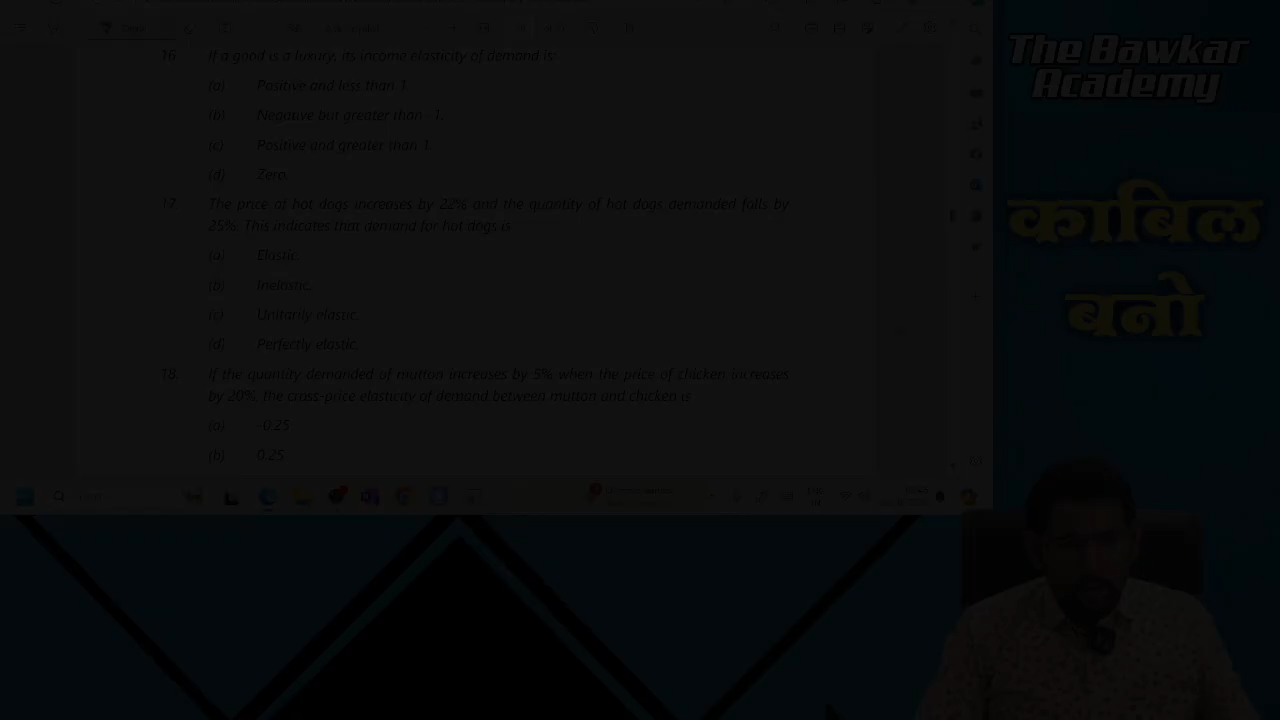 16. If a good is a luxury, its income elasticity of demand is:
(a) Positive and less than 1.
(b) Negative but greater than -1.
(c) Positive and greater than 1.
(d) Zero.
17. The price of hot dogs increases by 22% and the quantity of hot dogs demanded falls by
25%. This indicates that demand for hot dogs is
(a) Elastic.
(b) Inelastic.
(c) Unitarily elastic.
(d) Perfectly elastic.
18. If the quantity demanded of mutton increases by 5% when the price of chicken increases
by 20%, the cross-price elasticity of demand between mutton and chicken is
(a) -0.25
(b) 0.25
The Bawkar
Academy
काबिल
बनो